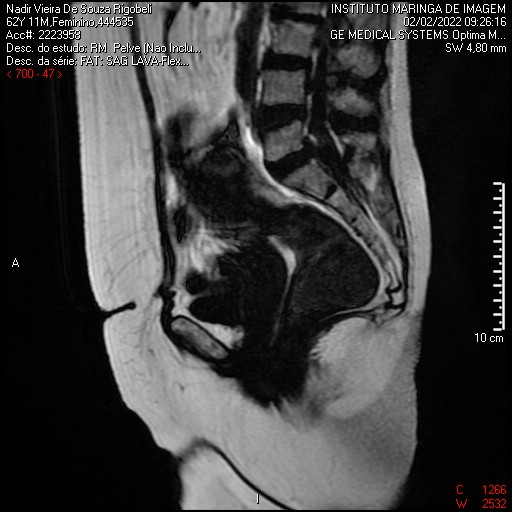 Nadir Vieira De Souza Rigobeli
62Y 11M,Feminino,444535
Acc#: 2223953
Desc. do estudo: RM Pelve (Nao Inclu...
Desc. da série: FAT: SAG LAVA-Flex...
< 700 - 47 >
INSTITUTO MARINGA DE IMAGEM
02/02/2022 09:26:16
GE MEDICAL SYSTEMS Optima M...
SW 4,80 mm
A
10 cm
I
C 1266
W 2532